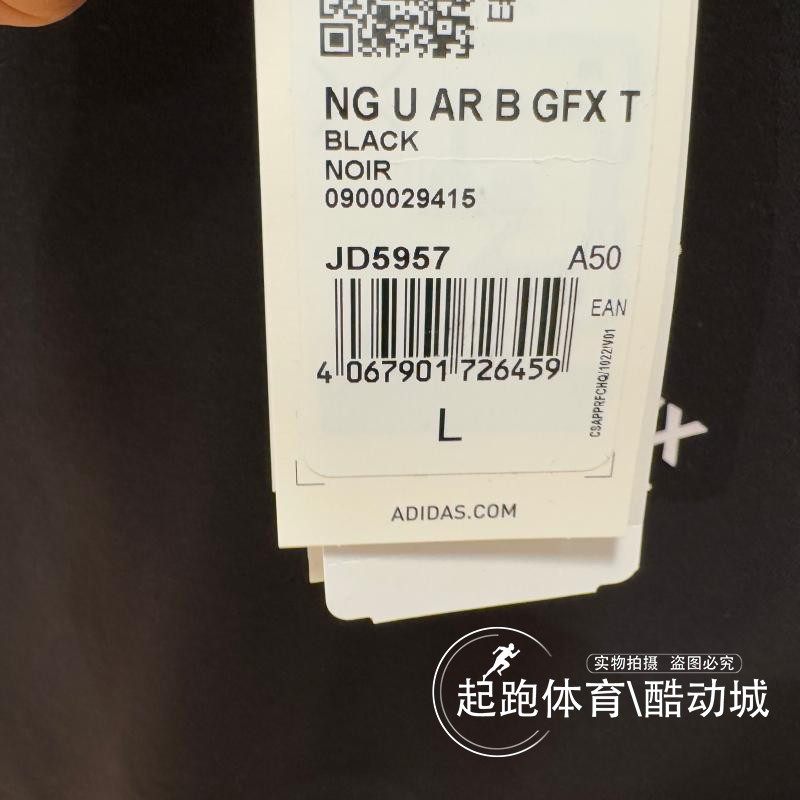 NG U AR B GFX T
BLACK
NOIR
0900029415
JD5957 A50
EAN
4 067901 726459
CSAPPRFCHQ/1022/V01
L
X
ADIDAS.COM
实物拍摄 盗图必究
起跑体育\酷动城